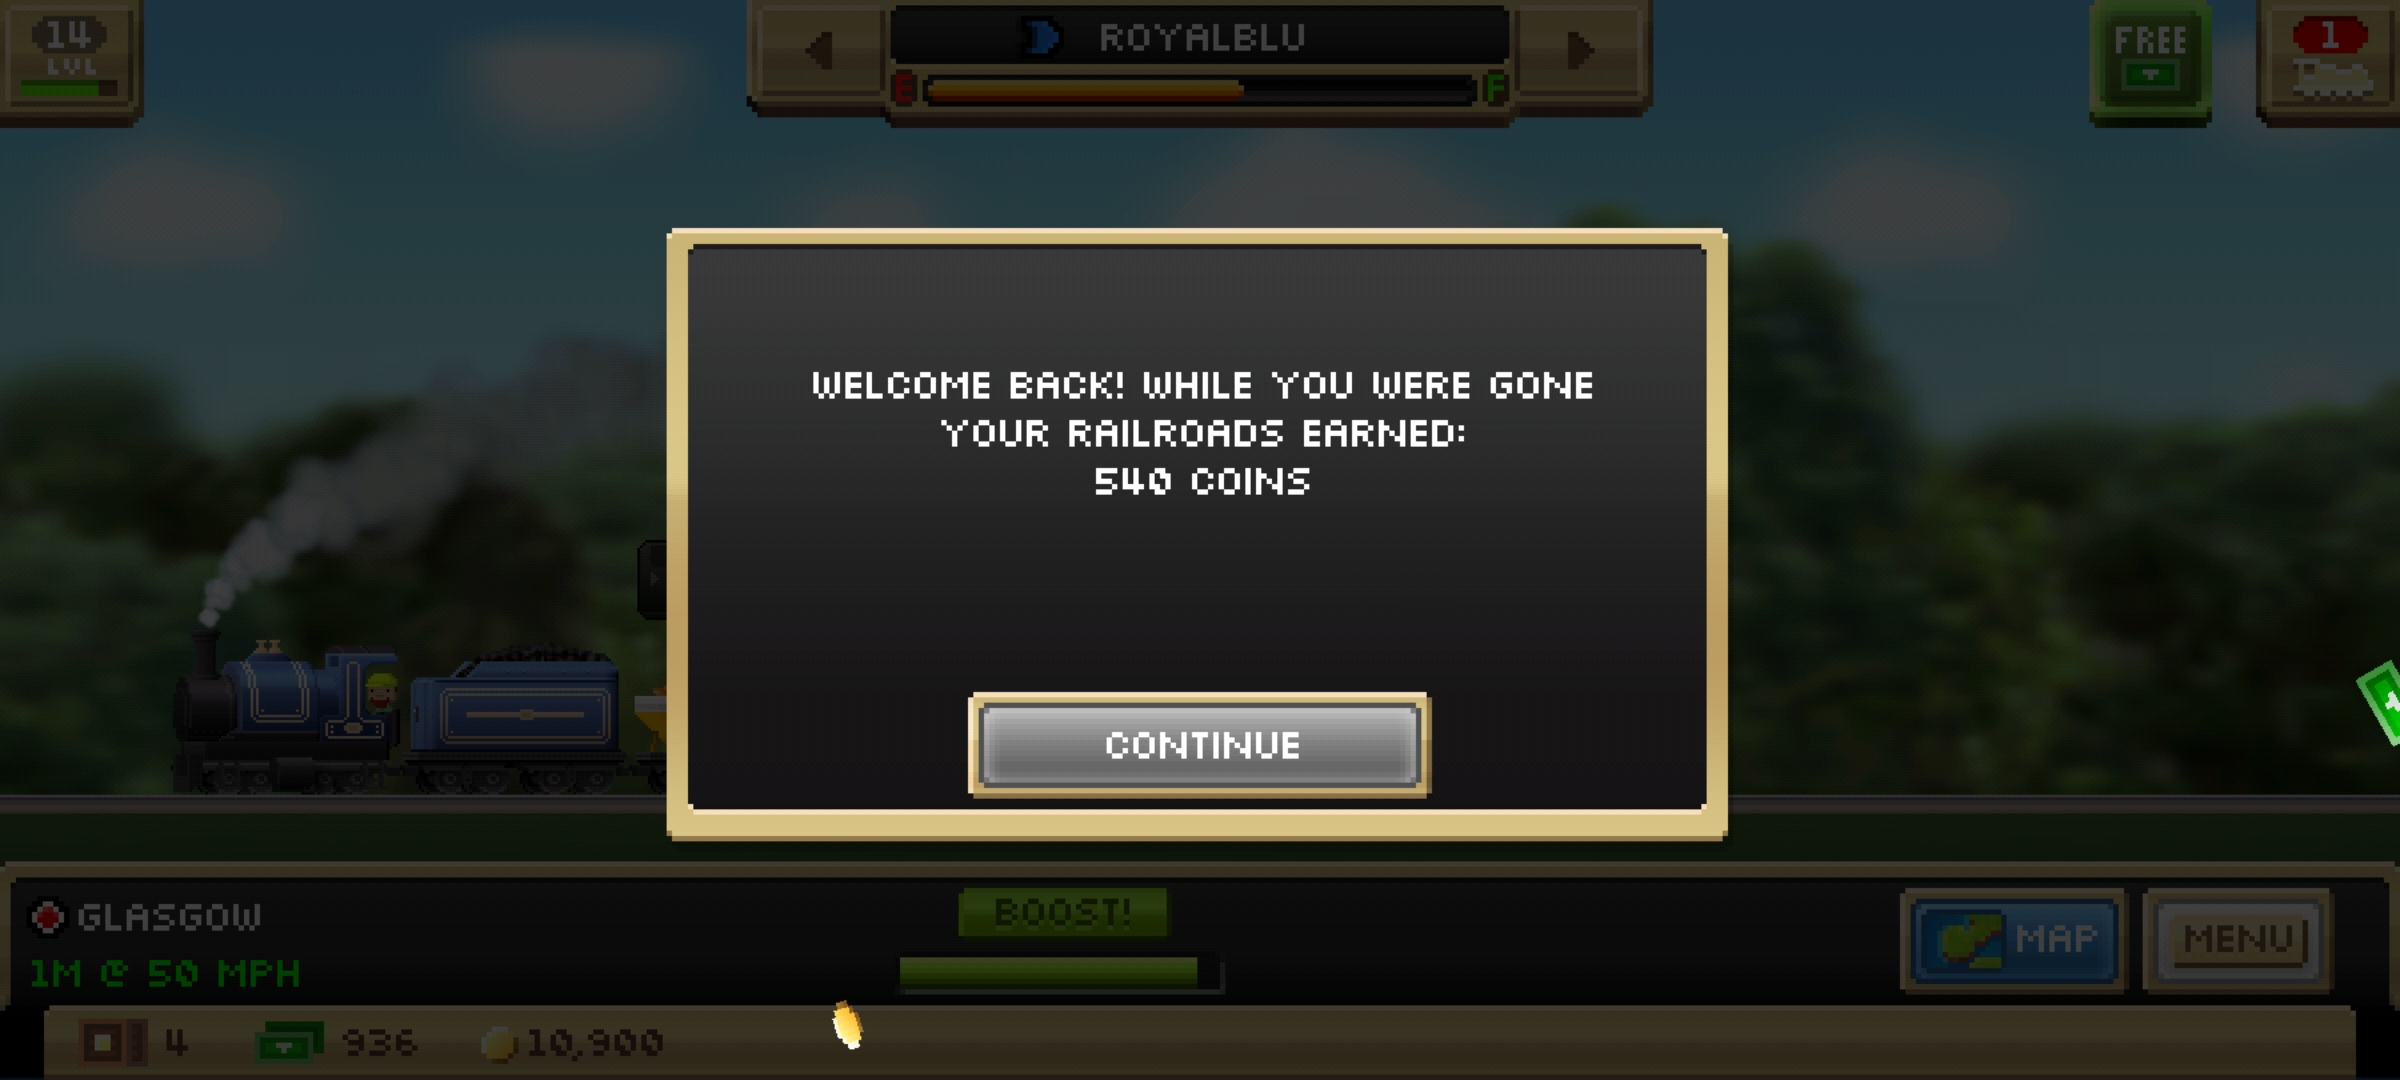 14
LVL
ROYALBLU
E F
FREE
1
WELCOME BACK! WHILE YOU WERE GONE
YOUR RAILROADS EARNED:
540 COINS
CONTINUE
GLASGOW
1M @ 50 MPH
BOOST!
MAP
MENU
4 936 10,900